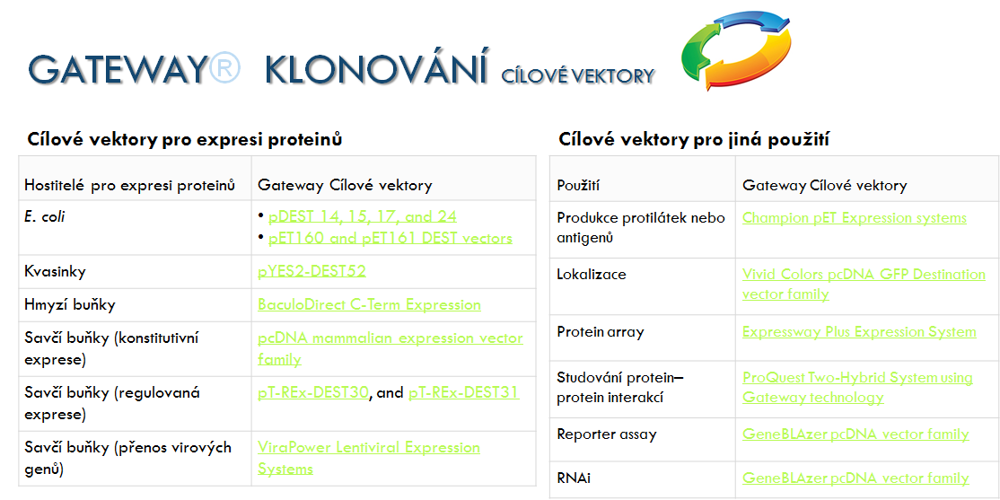 GATEWAY® KLONOVÁNÍ CÍLOVÉ VEKTORY
Cílové vektory pro expresi proteinů
Hostitelé pro expresi proteinů
Gateway Cílové vektory
E. coli
• pDEST 14, 15, 17, and 24
• pET160 and pET161 DEST vectors
Kvasinky
pYES2-DEST52
Hmyzí buňky
BaculoDirect C-Term Expression
Savčí buňky (konstitutivní
exprese)
pcDNA mammalian expression vector
family
Savčí buňky (regulovaná
exprese)
pT-REx-DEST30, and pT-REx-DEST31
Savčí buňky (přenos virových
genů)
ViraPower Lentiviral Expression
Systems
Cílové vektory pro jiná použití
Použití
Gateway Cílové vektory
Produkce protilátek nebo
antigenů
Champion pET Expression systems
Lokalizace
Vivid Colors pcDNA GFP Destination
vector family
Protein array
Expressway Plus Expression System
Studování protein–
protein interakcí
ProQuest Two-Hybrid System using
Gateway technology
Reporter assay
GeneBLAzer pcDNA vector family
RNAi
GeneBLAzer pcDNA vector family